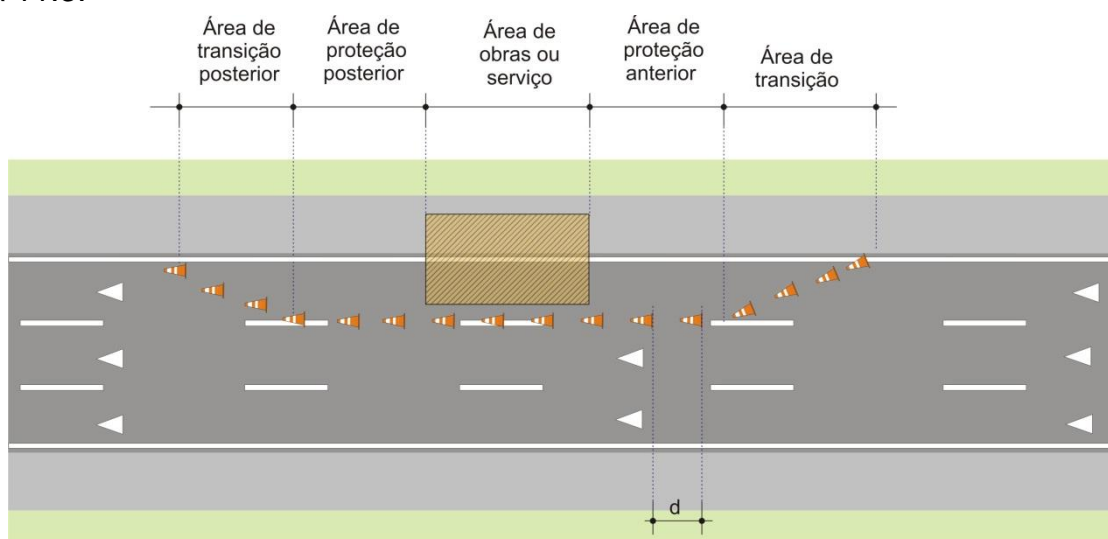 Área de
transição
posterior
Área de
proteção
posterior
Área de
obras ou
serviço
Área de
proteção
anterior
Área de
transição
d